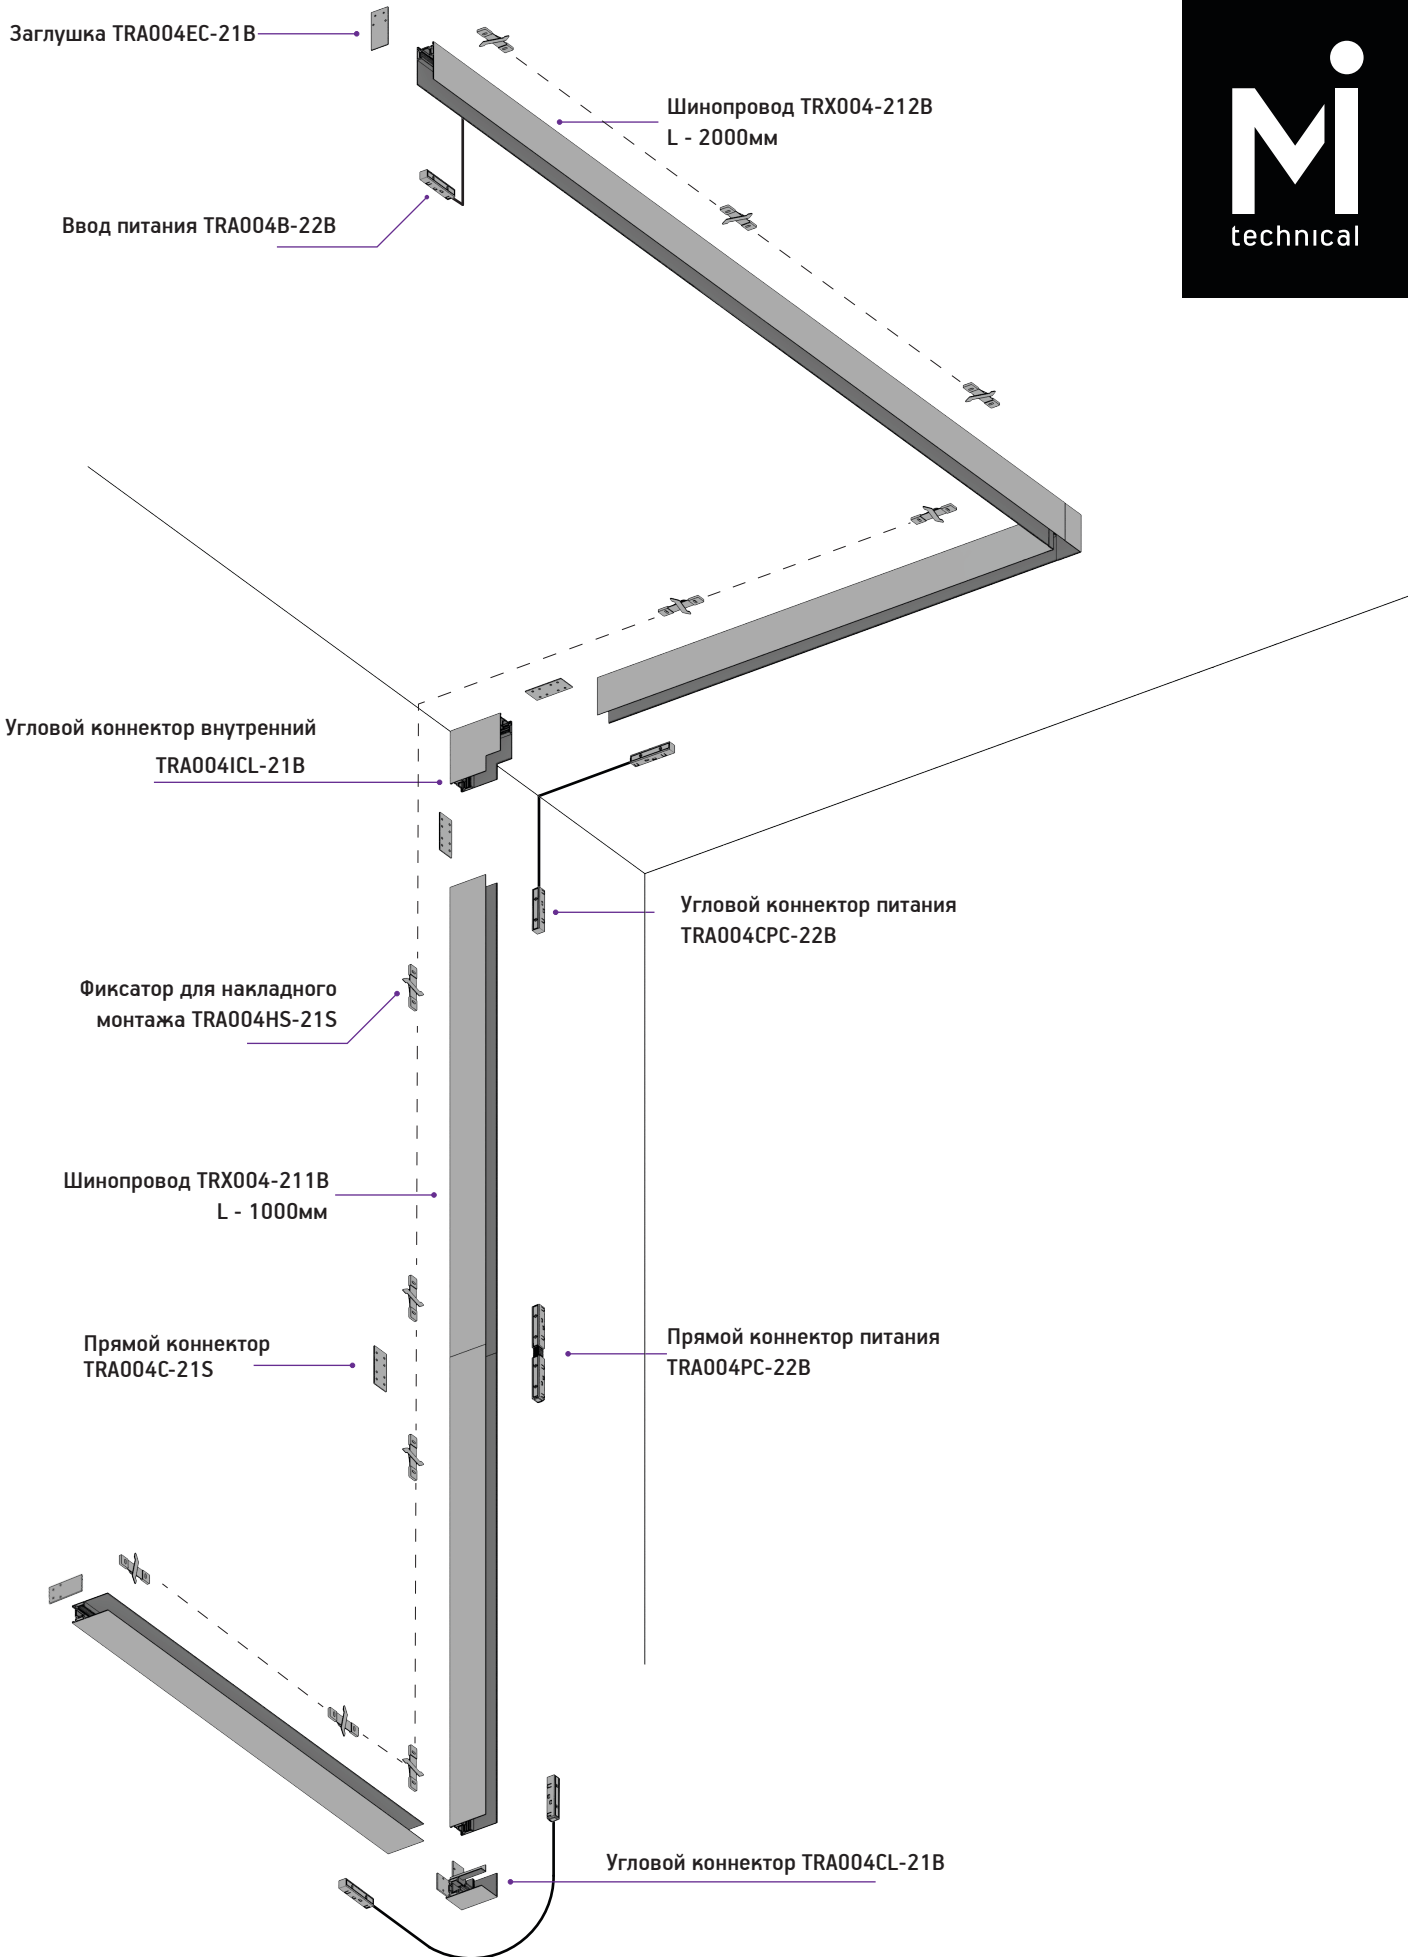 Заглушка TRA004EC-21B
Шинопровод TRX004-212B
L - 2000мм
Ввод питания TRA004B-22B
Mi
technical
Угловой коннектор внутренний
TRA004ICL-21B
Угловой коннектор питания
TRA004CPC-22B
Фиксатор для накладного
монтажа TRA004HS-21S
Шинопровод TRX004-211B
L - 1000мм
Прямой коннектор
TRA004C-21S
Прямой коннектор питания
TRA004PC-22B
Угловой коннектор TRA004CL-21B